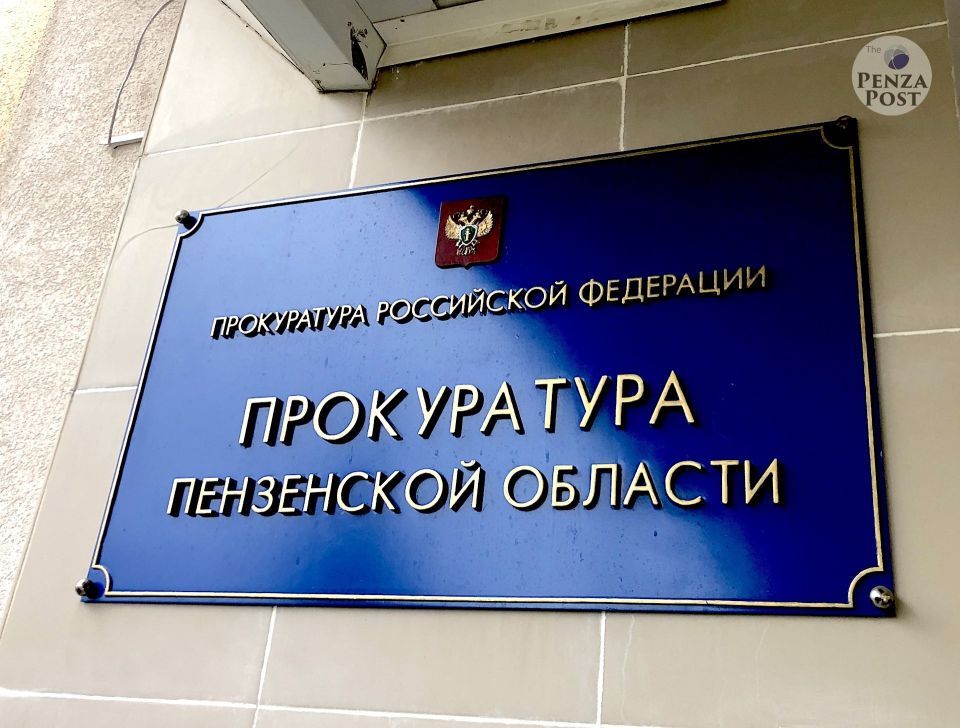 The
PENZA
POST
ПРОКУРАТУРА РОССИЙСКОЙ ФЕДЕРАЦИИ
ПРОКУРАТУРА
ПЕНЗЕНСКОЙ ОБЛАСТИ